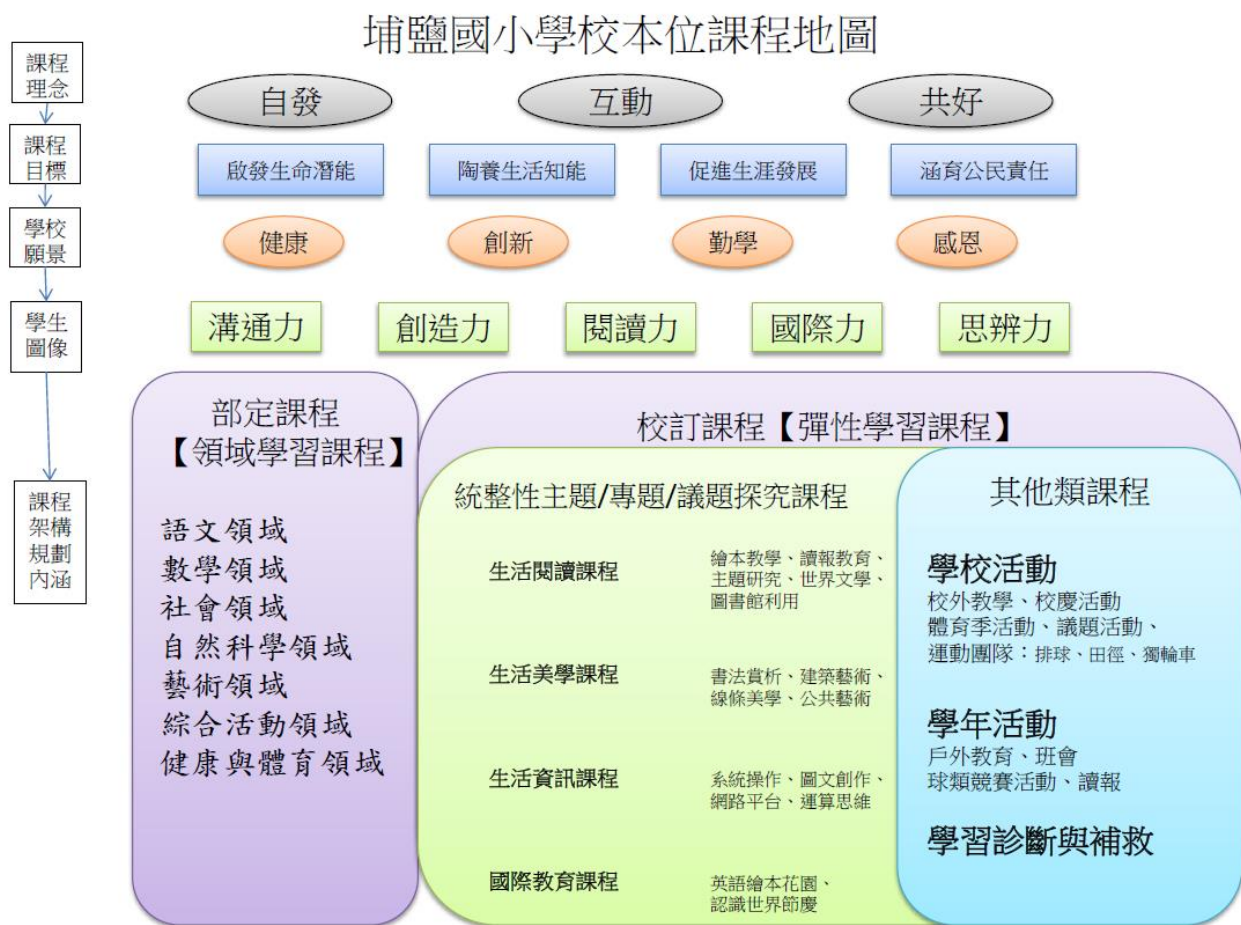 埔鹽國小學校本位課程地圖
課程
理念
自發
互動
共好
課程
目標
啟發生命潛能
陶養生活知能
促進生涯發展
涵育公民責任
學校
願景
健康
創新
勤學
感恩
學生
圖像
溝通力
創造力
閱讀力
國際力
思辨力
課程
架構
規劃
內涵
部定課程
【領域學習課程】
語文領域
數學領域
社會領域
自然科學領域
藝術領域
綜合活動領域
健康與體育領域
校訂課程【彈性學習課程】
統整性主題/專題/議題探究課程
生活閱讀課程
繪本教學、讀報教育、
主題研究、世界文學、
圖書館利用
生活美學課程
書法賞析、建築藝術、
線條美學、公共藝術
生活資訊課程
系統操作、圖文創作、
網路平台、運算思維
國際教育課程
英語繪本花園、
認識世界節慶
其他類課程
學校活動
校外教學、校慶活動
體育季活動、議題活動、
運動團隊：排球、田徑、獨輪車
學年活動
戶外教育、班會
球類競賽活動、讀報
學習診斷與補救